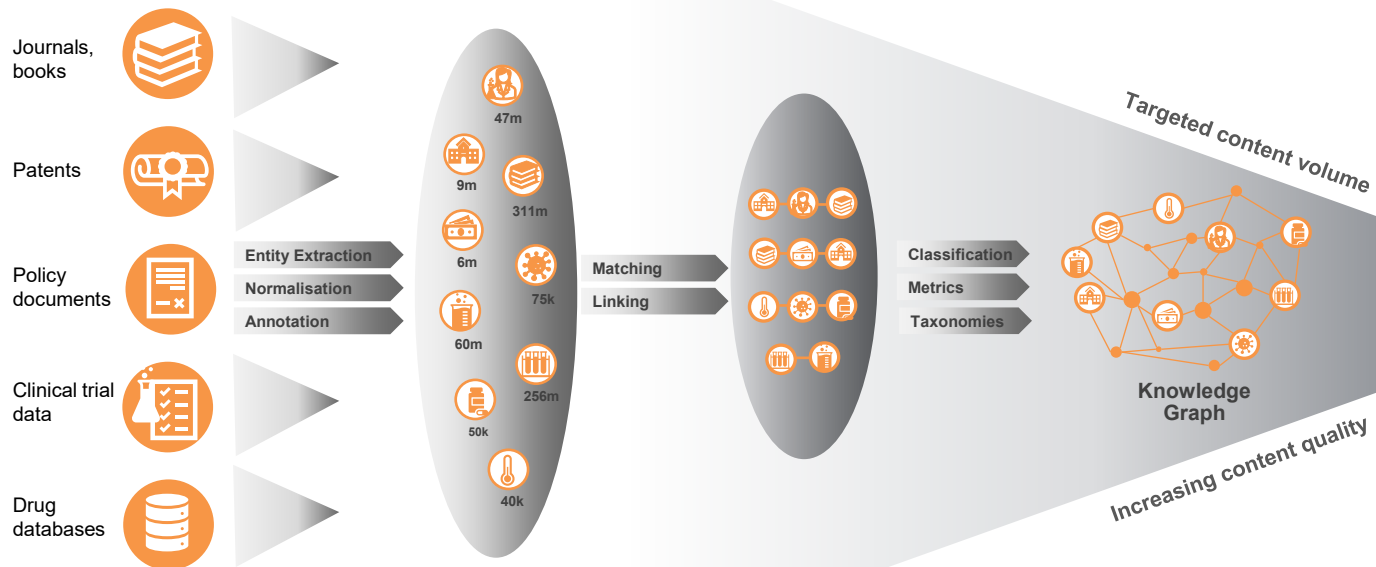 Journals,
books
Patents
Policy
documents
Clinical trial
data
Drug
databases
Entity Extraction
Normalisation
Annotation
47m
9m
311m
6m
75k
60m
256m
50k
40k
Matching
Linking
Classification
Metrics
Taxonomies
Targeted content volume
Knowledge
Graph
Increasing content quality